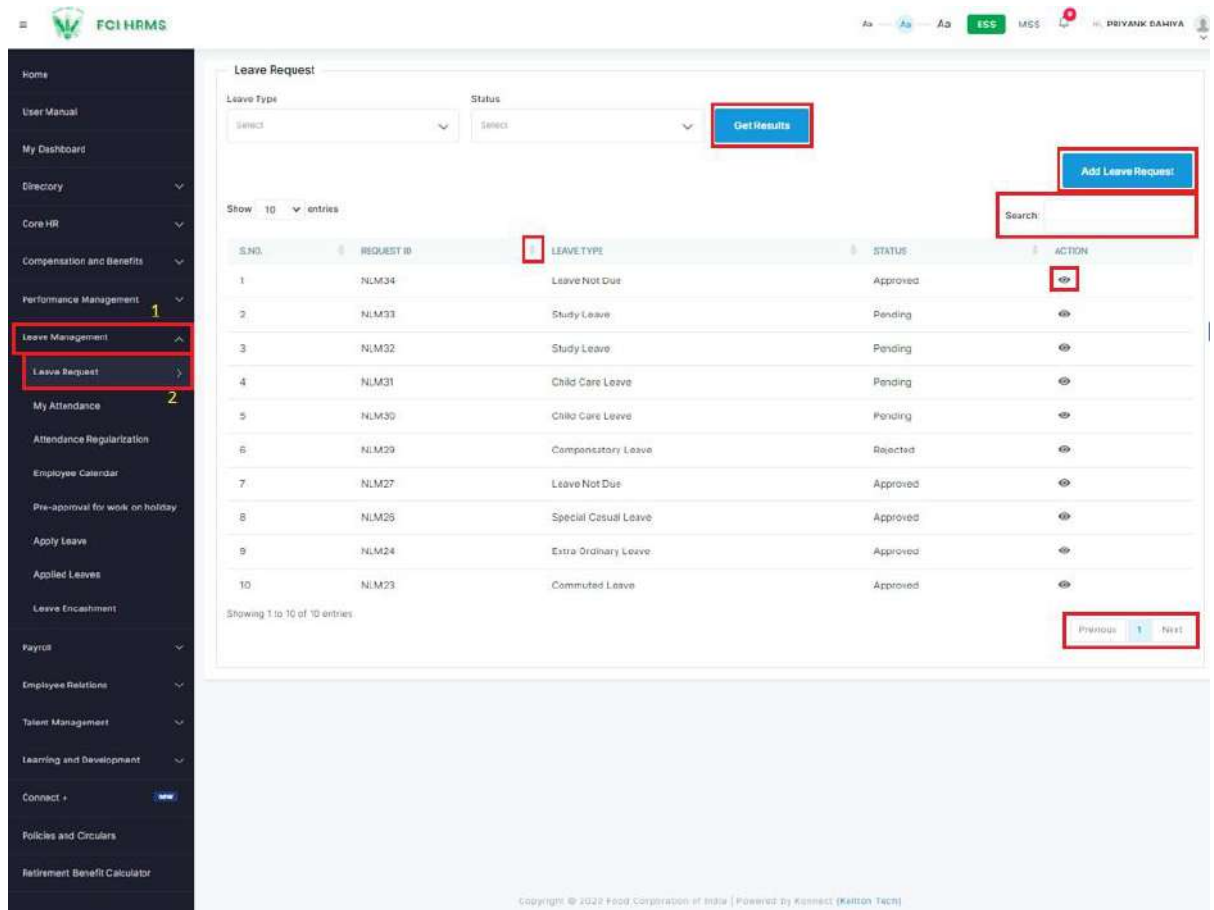 FCI HRMS
Aa Aa Aa ESS MSS Hi, PRIYANK DAHIYA
Home
User Manual
My Dashboard
Directory
Core HR
Compensation and Benefits
Performance Management
1
Leave Management
Leave Request
2
My Attendance
Attendance Regularization
Employee Calendar
Pre-approval for work on holiday
Apply Leave
Applied Leaves
Leave Encashment
Payroll
Employee Relations
Talent Management
Learning and Development
Connect + NEW
Policies and Circulars
Retirement Benefit Calculator
Leave Request
Leave Type Status
Select Select Get Results
Add Leave Request
Show 10 entries Search:
S.NO. REQUEST ID LEAVE TYPE STATUS ACTION
1 NLM34 Leave Not Due Approved
2 NLM33 Study Leave Pending
3 NLM32 Study Leave Pending
4 NLM31 Child Care Leave Pending
5 NLM30 Child Care Leave Pending
6 NLM29 Compensatory Leave Rejected
7 NLM27 Leave Not Due Approved
8 NLM26 Special Casual Leave Approved
9 NLM24 Extra Ordinary Leave Approved
10 NLM23 Commuted Leave Approved
Showing 1 to 10 of 10 entries
Previous 1 Next
Copyright © 2022 Food Corporation of India | Powered by Konnect (Kellton Tech)